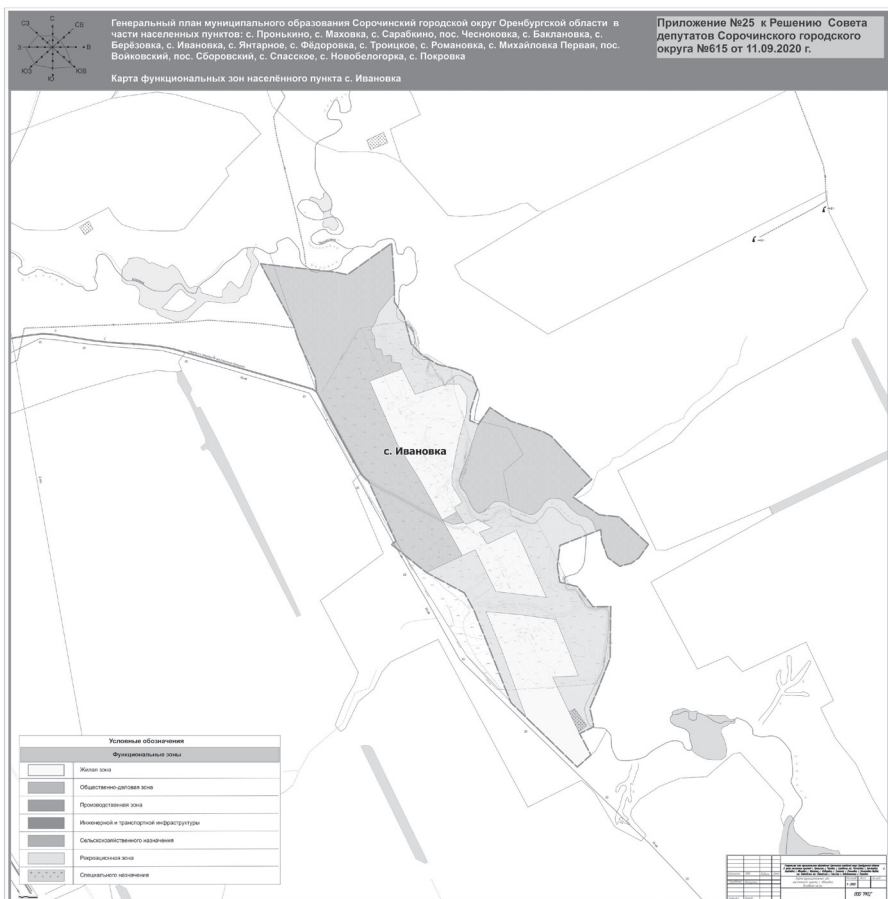 С
СВ
В
ЮВ
Ю
ЮЗ
З
СЗ
Генеральный план муниципального образования Сорочинский городской округ Оренбургской области в
части населенных пунктов: с. Пронькино, с. Маховка, с. Сарабкино, пос. Чесноковка, с. Баклановка, с.
Берёзовка, с. Ивановка, с. Янтарное, с. Фёдоровка, с. Троицкое, с. Романовка, с. Михайловка Первая, пос.
Войковский, пос. Сборовский, с. Спасское, с. Новобелогорка, с. Покровка
Карта функциональных зон населённого пункта с. Ивановка
Приложение №25 к Решению Совета
депутатов Сорочинского городского
округа №615 от 11.09.2020 г.
с. Ивановка
Условные обозначения
Функциональные зоны
Жилая зона
Общественно-деловая зона
Производственная зона
Инженерной и транспортной инфраструктуры
Сельскохозяйственного назначения
Рекреационная зона
Специального назначения